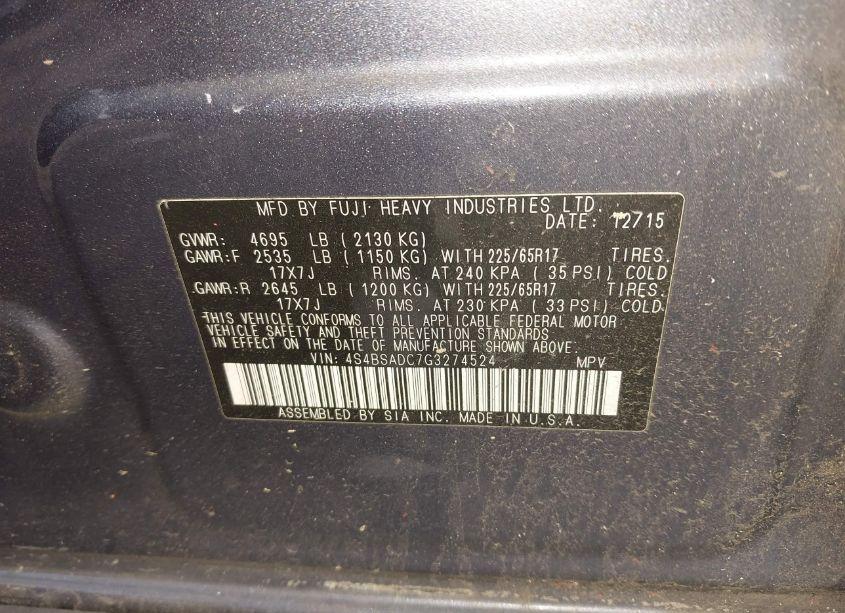 MFD BY FUJI HEAVY INDUSTRIES LTD.
DATE: 12/15
GVWR: 4695 LB ( 2130 KG)
GAWR:F 2535 LB ( 1150 KG) WITH 225/65R17 TIRES.
17X7J RIMS. AT 240 KPA ( 35 PSI) COLD
GAWR:R 2645 LB ( 1200 KG) WITH 225/65R17 TIRES.
17X7J RIMS. AT 230 KPA ( 33 PSI) COLD.
THIS VEHICLE CONFORMS TO ALL APPLICABLE FEDERAL MOTOR
VEHICLE SAFETY AND THEFT PREVENTION STANDARDS
IN EFFECT ON THE DATE OF MANUFACTURE SHOWN ABOVE.
VIN: 4S4BSADC7G3274524 MPV
ASSEMBLED BY SIA INC. MADE IN U.S.A.